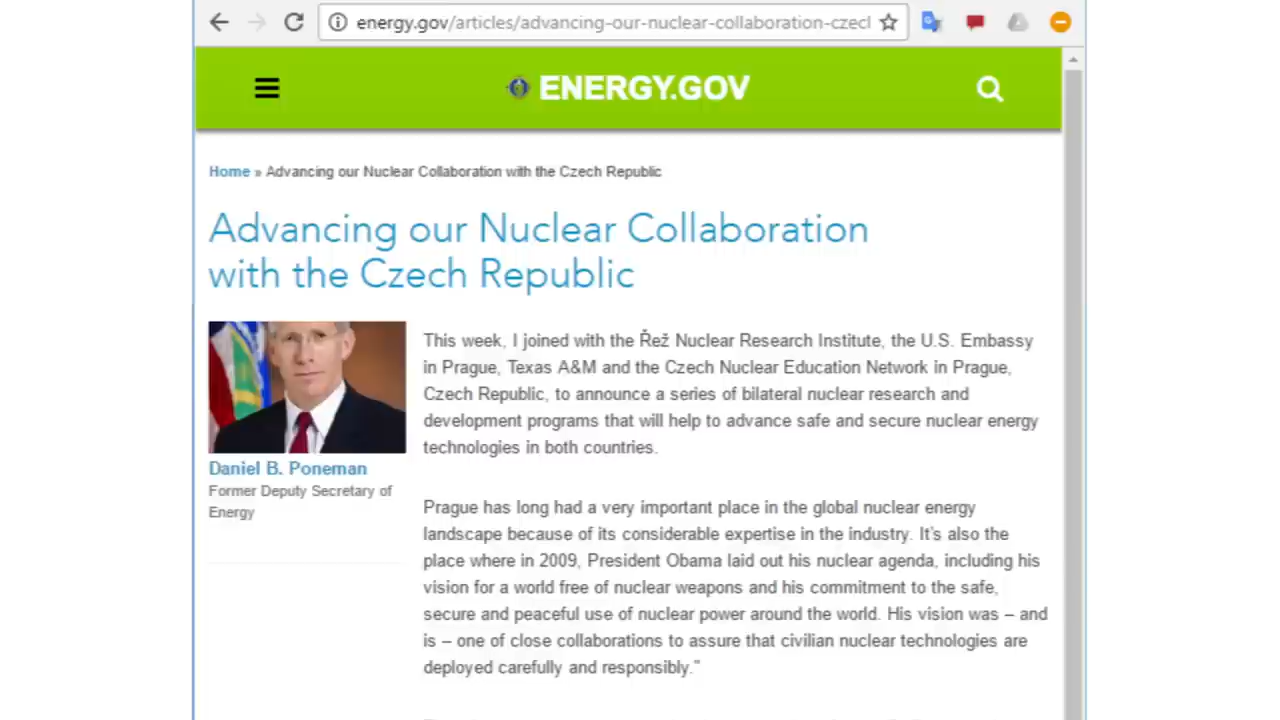 energy.gov/articles/advancing-our-nuclear-collaboration-czecl
ENERGY.GOV
Home » Advancing our Nuclear Collaboration with the Czech Republic
Advancing our Nuclear Collaboration
with the Czech Republic
This week, I joined with the Řež Nuclear Research Institute, the U.S. Embassy
in Prague, Texas A&M and the Czech Nuclear Education Network in Prague,
Czech Republic, to announce a series of bilateral nuclear research and
development programs that will help to advance safe and secure nuclear energy
technologies in both countries.
Daniel B. Poneman
Former Deputy Secretary of
Energy
Prague has long had a very important place in the global nuclear energy
landscape because of its considerable expertise in the industry. It's also the
place where in 2009, President Obama laid out his nuclear agenda, including his
vision for a world free of nuclear weapons and his commitment to the safe,
secure and peaceful use of nuclear power around the world. His vision was – and
is – one of close collaborations to assure that civilian nuclear technologies are
deployed carefully and responsibly."